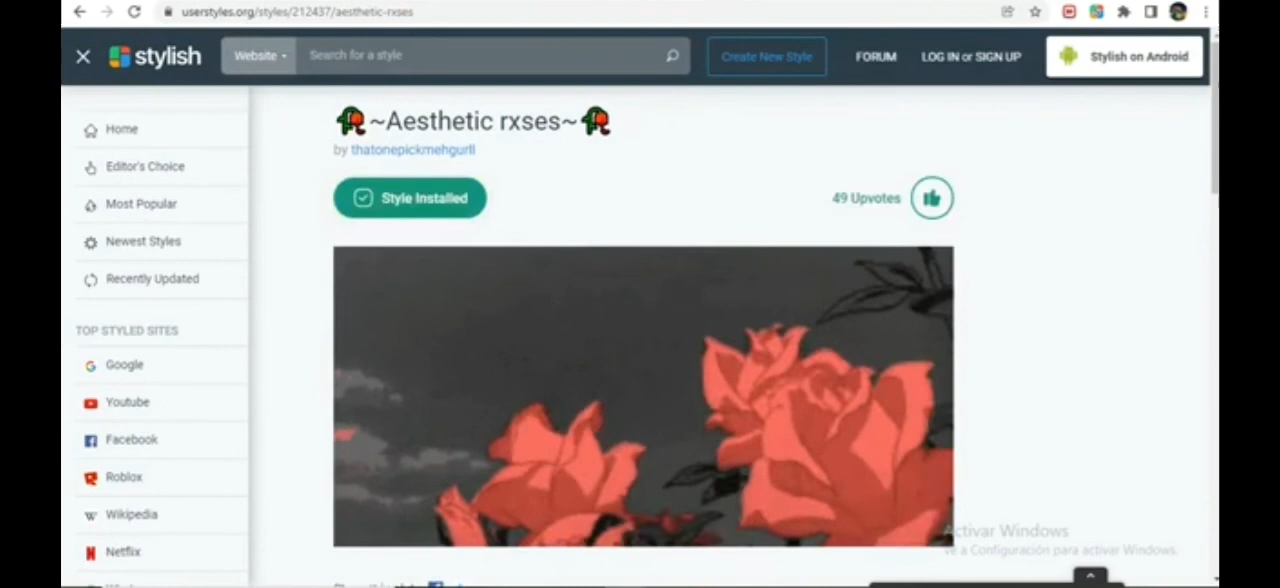 userstyles.org/styles/212437/aesthetic-rxses
stylish
Website
Search for a style
Create New Style
FORUM
LOG IN or SIGN UP
Stylish on Android
Home
Editor's Choice
Most Popular
Newest Styles
Recently Updated
TOP STYLED SITES
Google
Youtube
Facebook
Roblox
Wikipedia
Netflix
~Aesthetic rxses~
by thatonepickmehgurll
Style Installed
49 Upvotes
Activar Windows
Ve a Configuración para activar Windows.